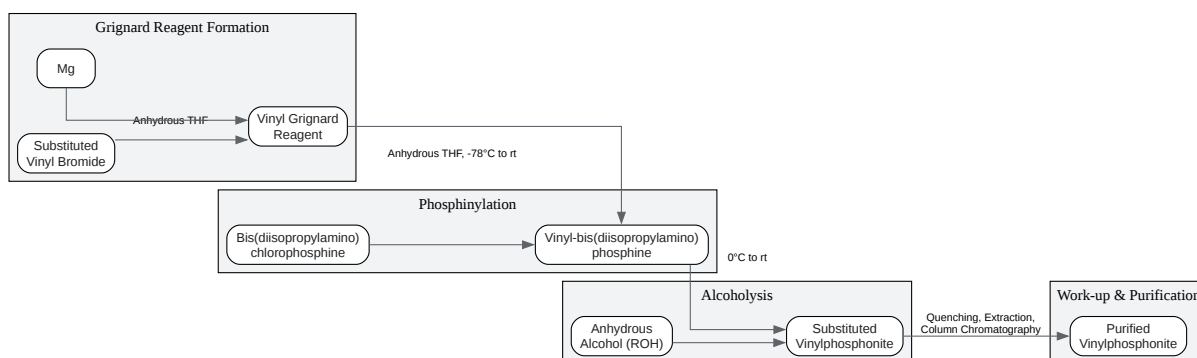 Grignard Reagent Formation
Mg
Anhydrous THF
Vinyl Grignard
Reagent
Substituted
Vinyl Bromide
Anhydrous THF, -78°C to rt
Phosphinylation
Bis(diisopropylamino)
chlorophosphine
Vinyl-bis(diisopropylamino)
phosphine
0°C to rt
Alcoholysis
Anhydrous
Alcohol (ROH)
Substituted
Vinylphosphonite
Quenching, Extraction,
Column Chromatography
Work-up & Purification
Purified
Vinylphosphonite